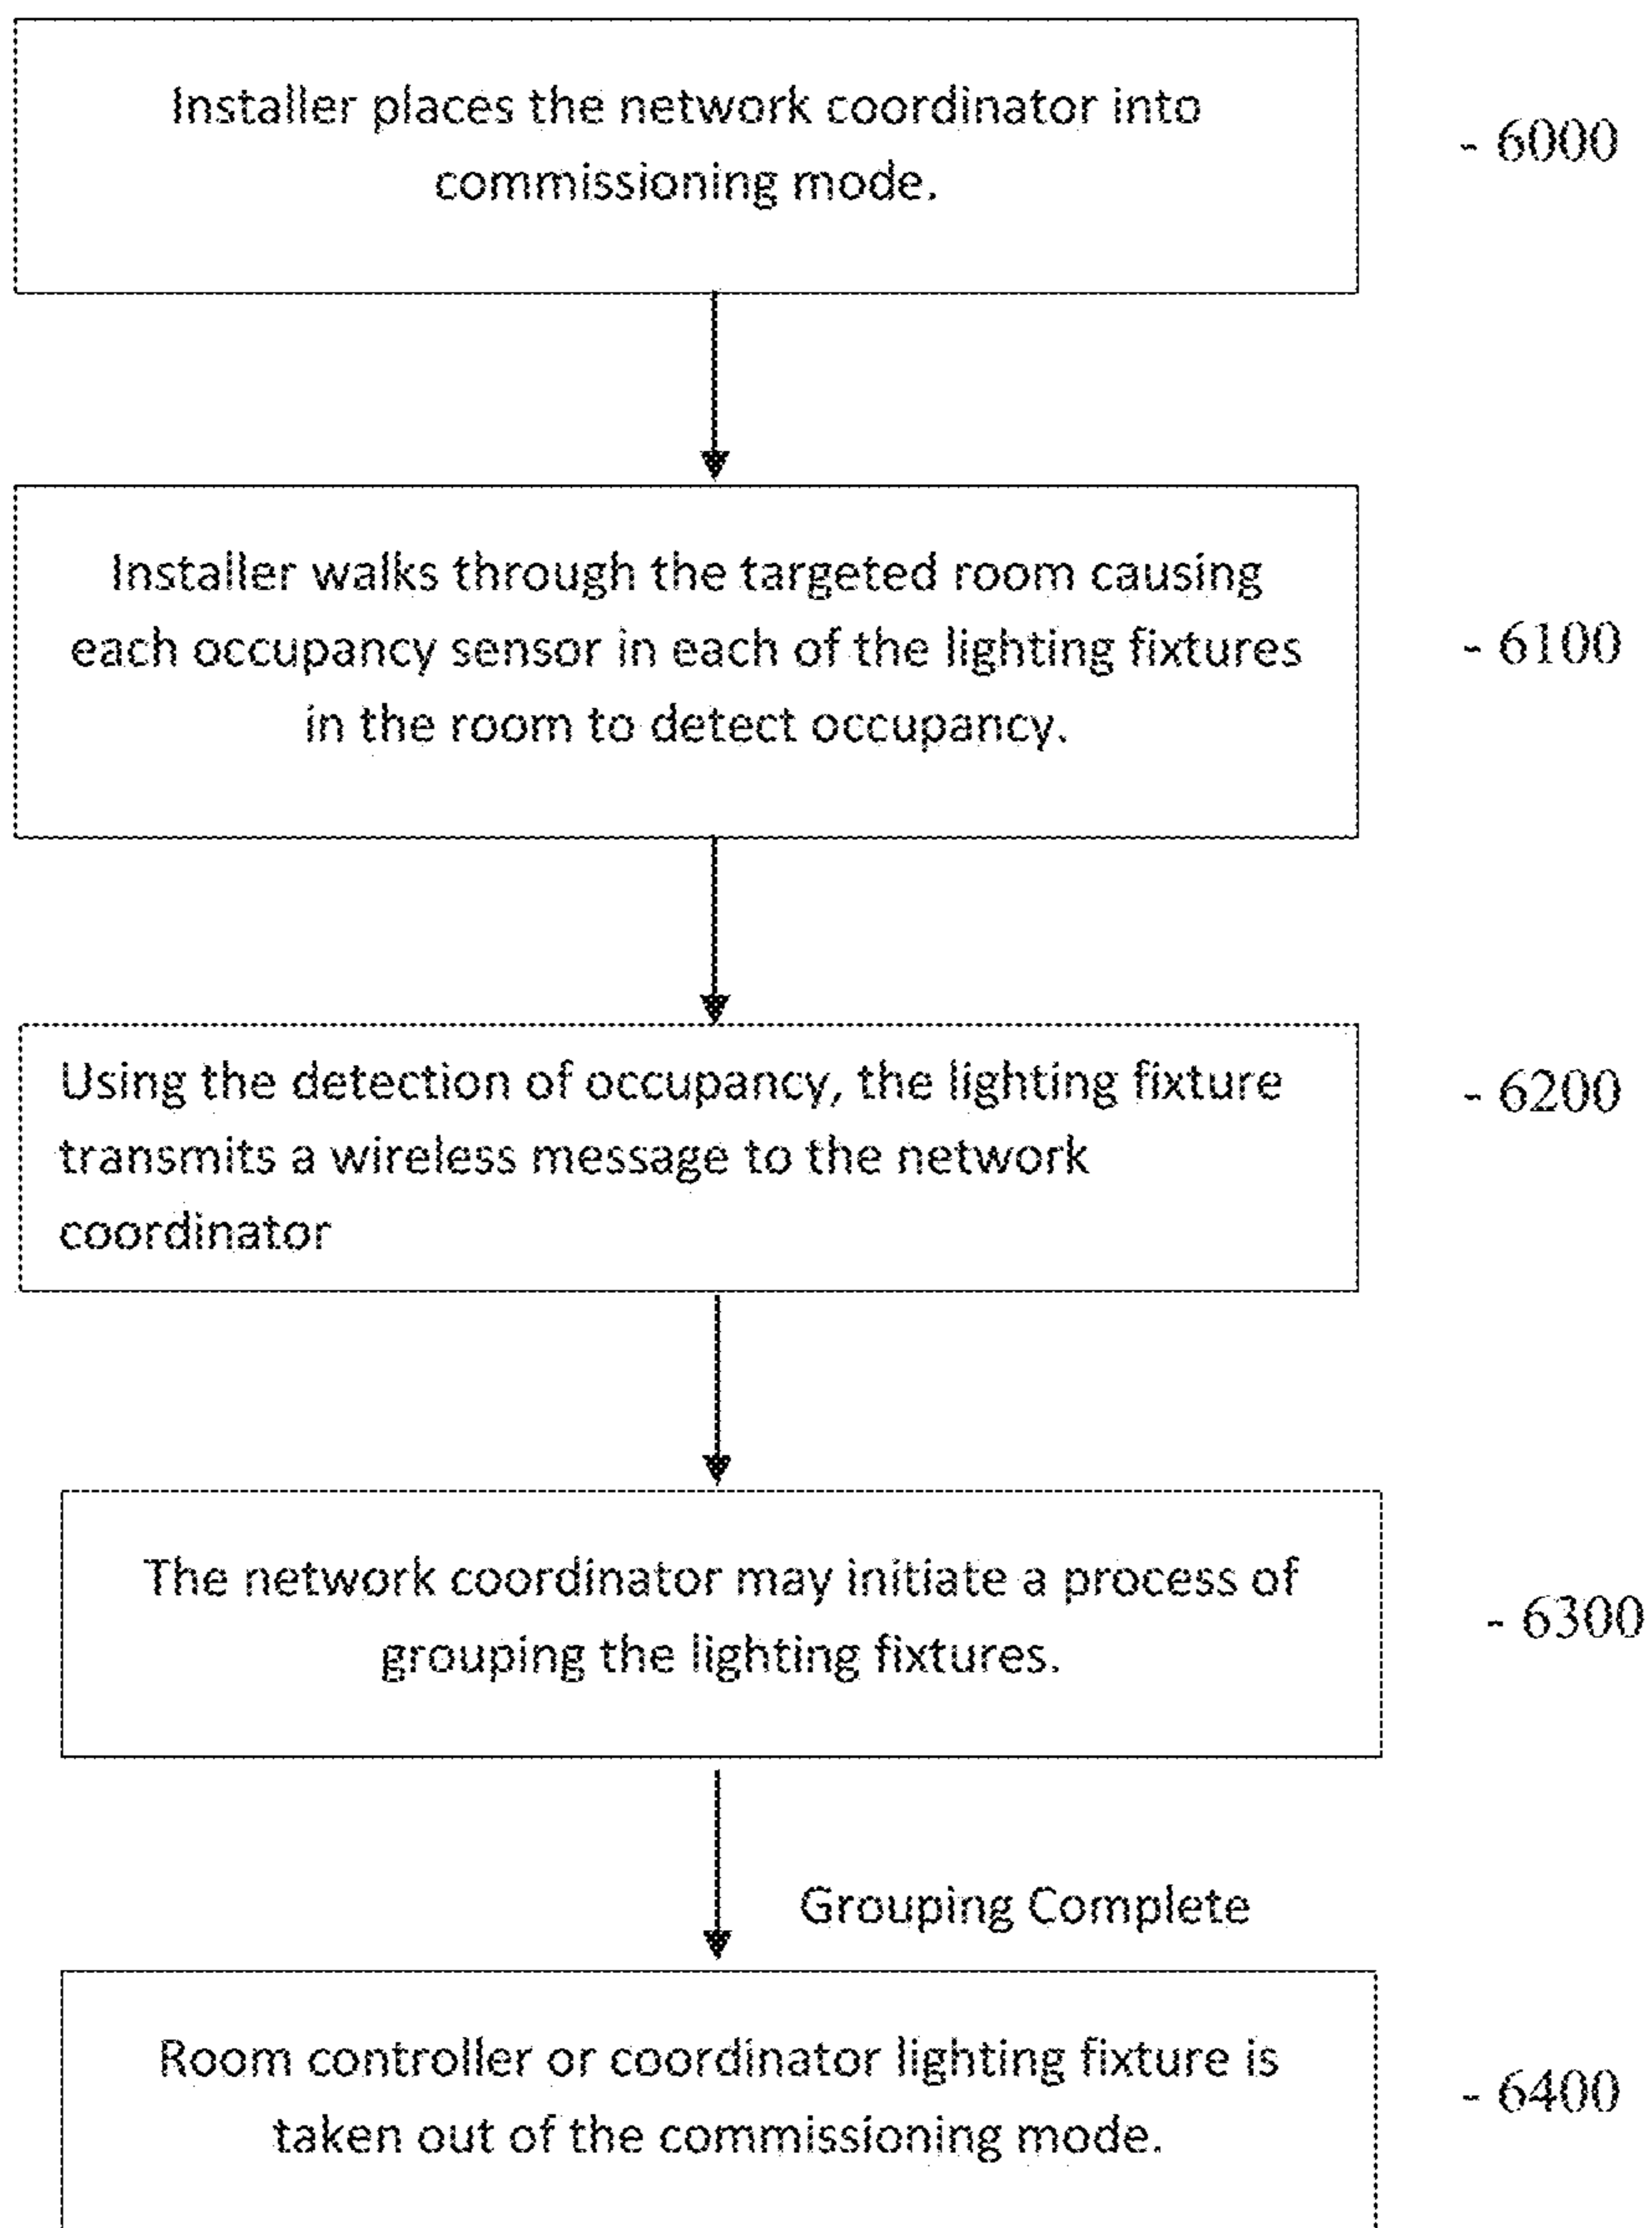 Installer places the network coordinator into
commissioning mode.
- 6000
Installer walks through the targeted room causing
each occupancy sensor in each of the lighting fixtures
in the room to detect occupancy.
- 6100
Using the detection of occupancy, the lighting fixture
transmits a wireless message to the network
coordinator
- 6200
The network coordinator may initiate a process of
grouping the lighting fixtures.
- 6300
Grouping Complete
Room controller or coordinator lighting fixture is
taken out of the commissioning mode.
- 6400